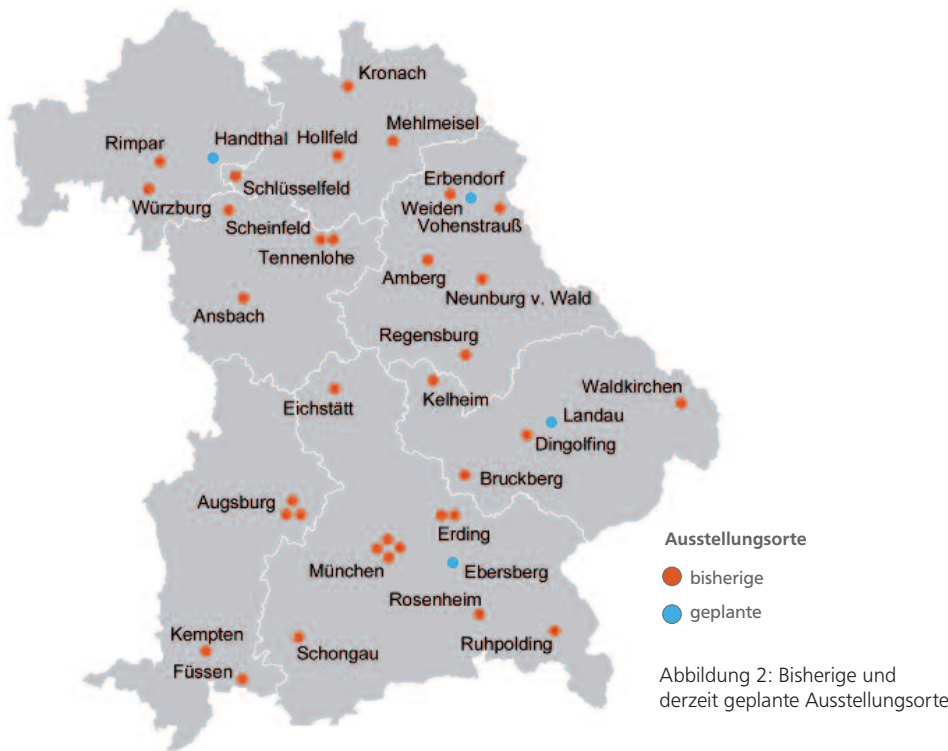 Kronach
Mehlmeisel
Handthal
Hollfeld
Rimpar
Schlüsselfeld
Erbendorf
Würzburg
Weiden
Vohenstrauß
Scheinfeld
Tennenlohe
Amberg
Neunburg v. Wald
Ansbach
Regensburg
Waldkirchen
Eichstätt
Kelheim
Landau
Dingolfing
Bruckberg
Augsburg
Erding
München
Ebersberg
Rosenheim
Kempten
Schongau
Ruhpolding
Füssen
Ausstellungsorte
bisherige
geplante
Abbildung 2: Bisherige und
derzeit geplante Ausstellungsorte